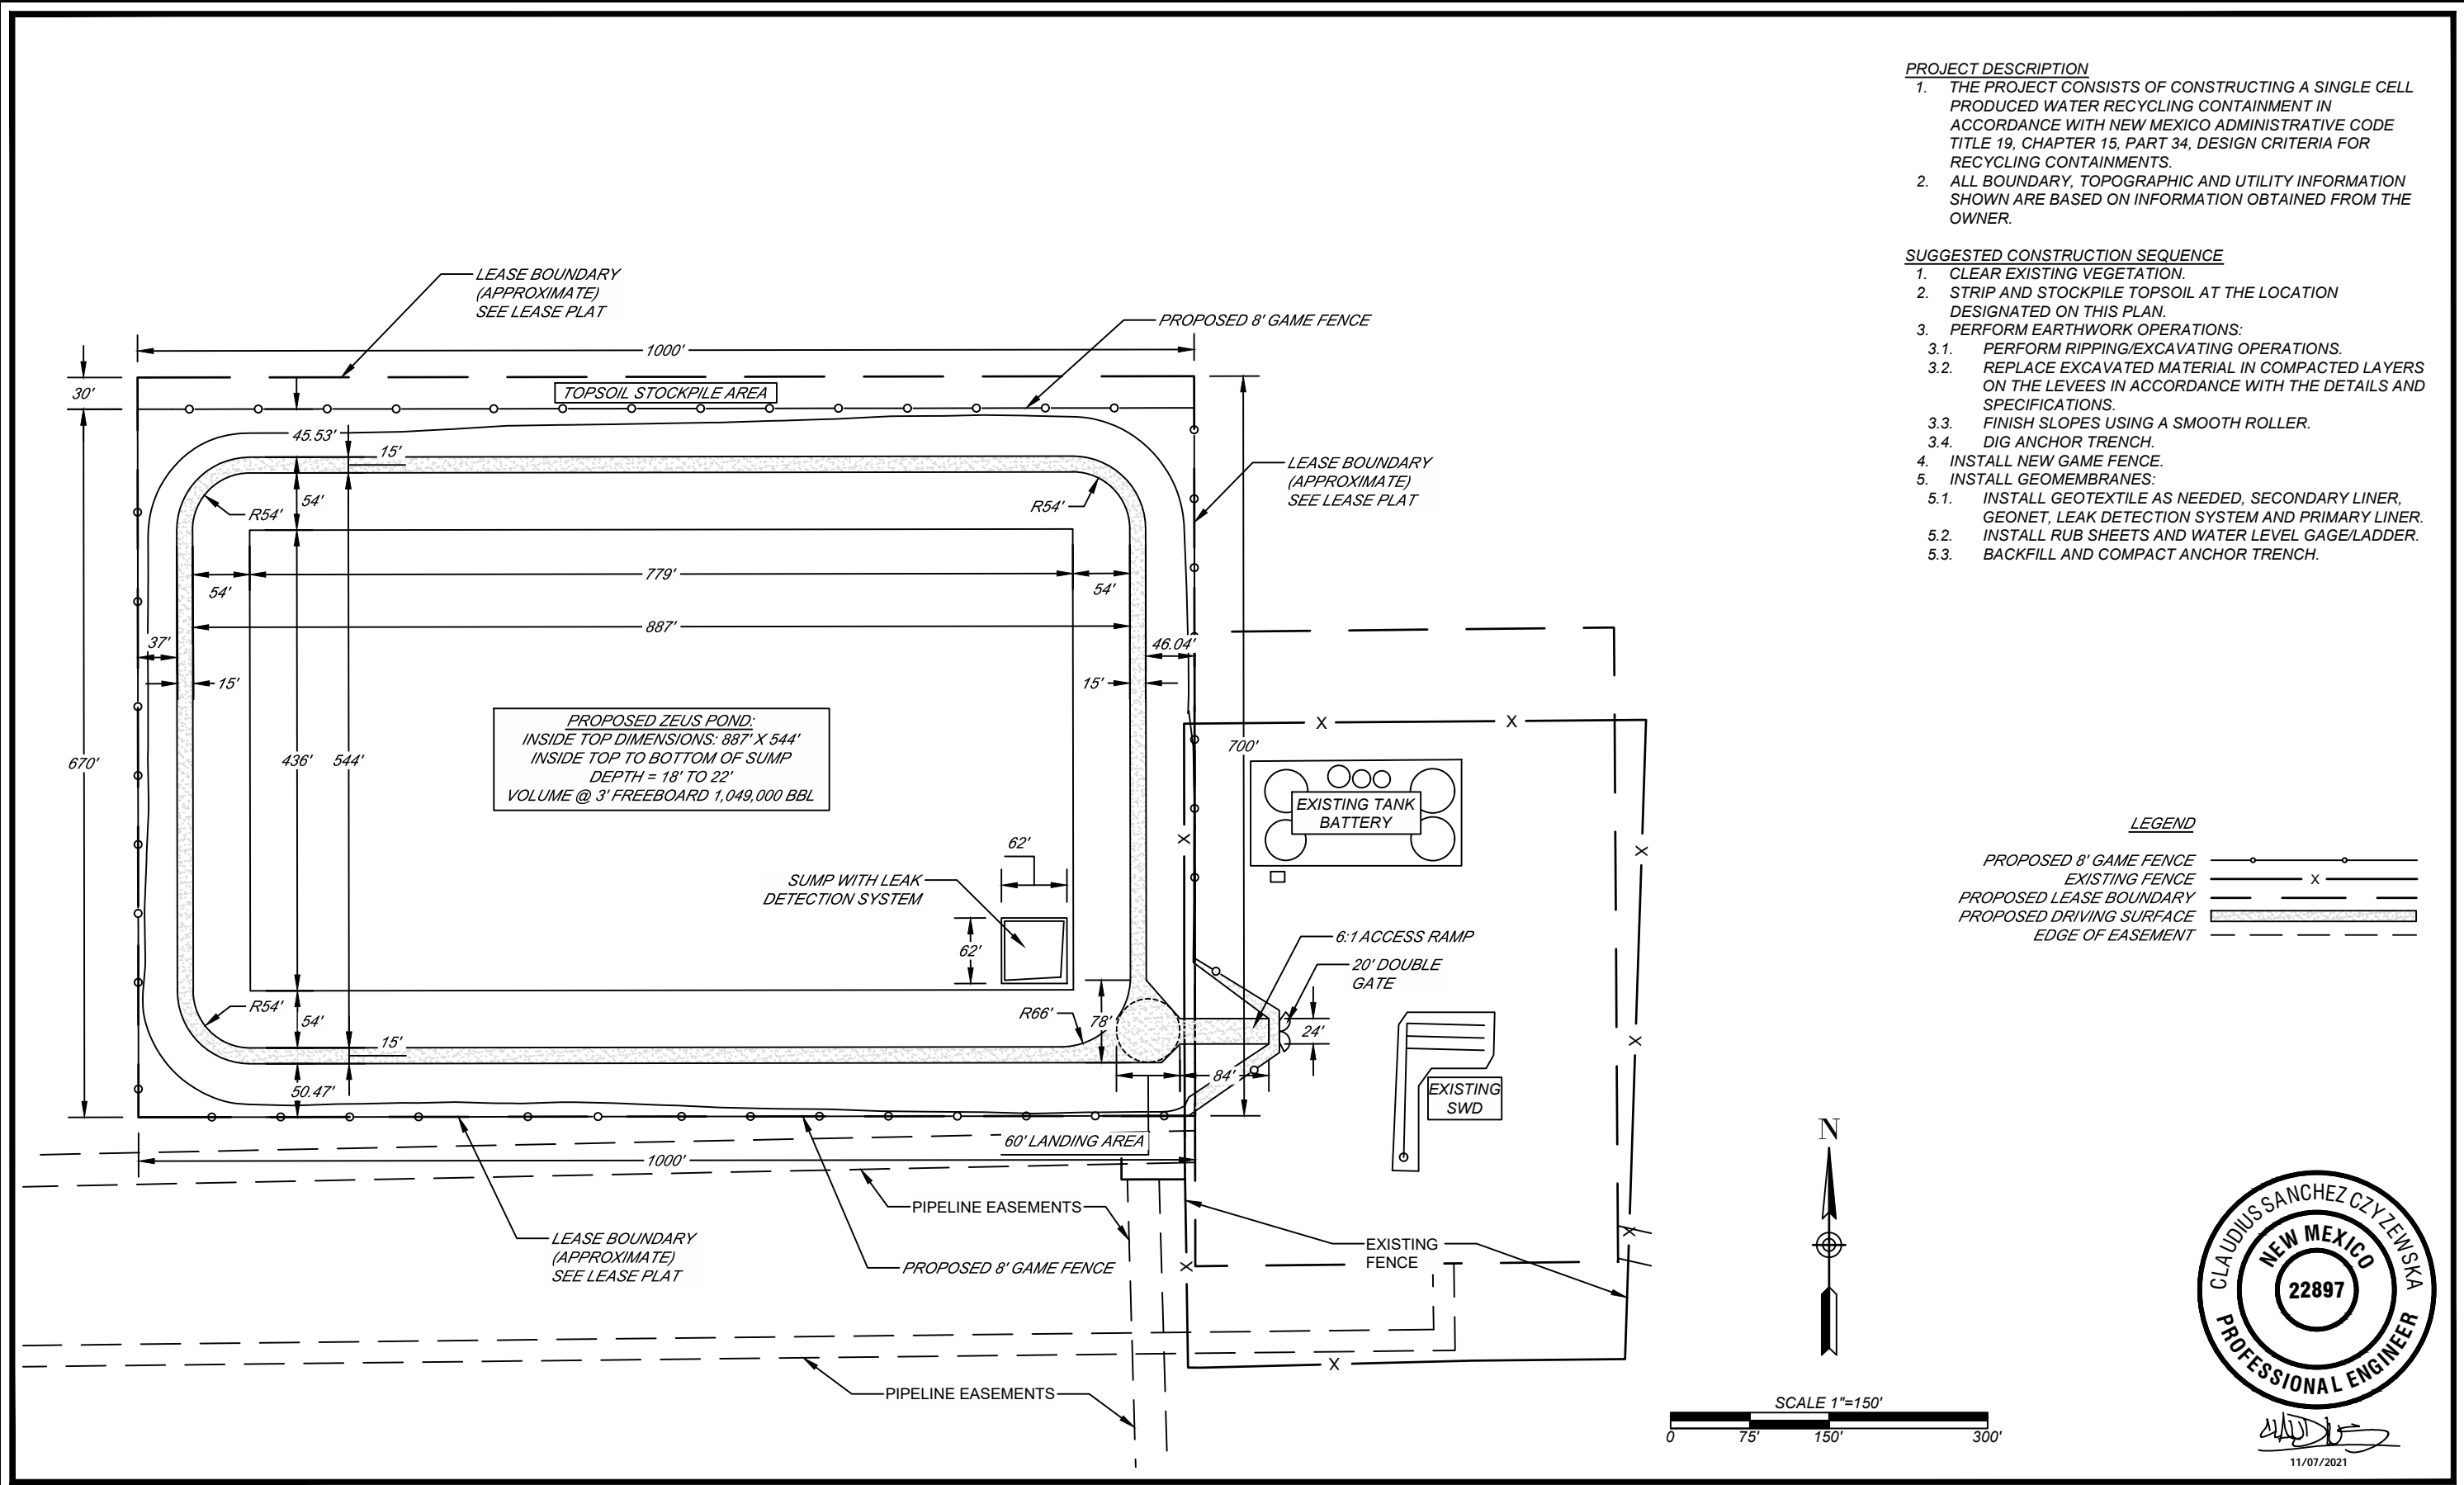 PROJECT DESCRIPTION
1. THE PROJECT CONSISTS OF CONSTRUCTING A SINGLE CELL
PRODUCED WATER RECYCLING CONTAINMENT IN
ACCORDANCE WITH NEW MEXICO ADMINISTRATIVE CODE
TITLE 19, CHAPTER 15, PART 34, DESIGN CRITERIA FOR
RECYCLING CONTAINMENTS.
2. ALL BOUNDARY, TOPOGRAPHIC AND UTILITY INFORMATION
SHOWN ARE BASED ON INFORMATION OBTAINED FROM THE
OWNER.
SUGGESTED CONSTRUCTION SEQUENCE
1. CLEAR EXISTING VEGETATION.
2. STRIP AND STOCKPILE TOPSOIL AT THE LOCATION
DESIGNATED ON THIS PLAN.
3. PERFORM EARTHWORK OPERATIONS:
3.1. PERFORM RIPPING/EXCAVATING OPERATIONS.
3.2. REPLACE EXCAVATED MATERIAL IN COMPACTED LAYERS
ON THE LEVEES IN ACCORDANCE WITH THE DETAILS AND
SPECIFICATIONS.
3.3. FINISH SLOPES USING A SMOOTH ROLLER.
3.4. DIG ANCHOR TRENCH.
4. INSTALL NEW GAME FENCE.
5. INSTALL GEOMEMBRANES:
5.1. INSTALL GEOTEXTILE AS NEEDED, SECONDARY LINER,
GEONET, LEAK DETECTION SYSTEM AND PRIMARY LINER.
5.2. INSTALL RUB SHEETS AND WATER LEVEL GAGE/LADDER.
5.3. BACKFILL AND COMPACT ANCHOR TRENCH.
LEASE BOUNDARY
(APPROXIMATE)
SEE LEASE PLAT
PROPOSED 8' GAME FENCE
1000'
30'
TOPSOIL STOCKPILE AREA
45.53'
15'
LEASE BOUNDARY
(APPROXIMATE)
SEE LEASE PLAT
54'
R54'
R54'
779'
54'
54'
887'
37'
46.04'
15'
15'
PROPOSED ZEUS POND:
INSIDE TOP DIMENSIONS: 887' X 544'
INSIDE TOP TO BOTTOM OF SUMP
DEPTH = 18' TO 22'
VOLUME @ 3' FREEBOARD 1,049,000 BBL
670'
436'
544'
700'
X
X
EXISTING TANK
BATTERY
X
X
62'
SUMP WITH LEAK
DETECTION SYSTEM
62'
6:1 ACCESS RAMP
20' DOUBLE
GATE
R54'
54'
R66'
78'
24'
X
15'
50.47'
84'
EXISTING
SWD
60' LANDING AREA
1000'
PIPELINE EASEMENTS
LEASE BOUNDARY
(APPROXIMATE)
SEE LEASE PLAT
PROPOSED 8' GAME FENCE
X
EXISTING
FENCE
X
X
PIPELINE EASEMENTS
LEGEND
PROPOSED 8' GAME FENCE
EXISTING FENCE X
PROPOSED LEASE BOUNDARY
PROPOSED DRIVING SURFACE
EDGE OF EASEMENT
N
SCALE 1"=150'
0 75' 150' 300'
CLAUDIUS SANCHEZ CZYZEWSKA
NEW MEXICO
22897
PROFESSIONAL ENGINEER
11/07/2021